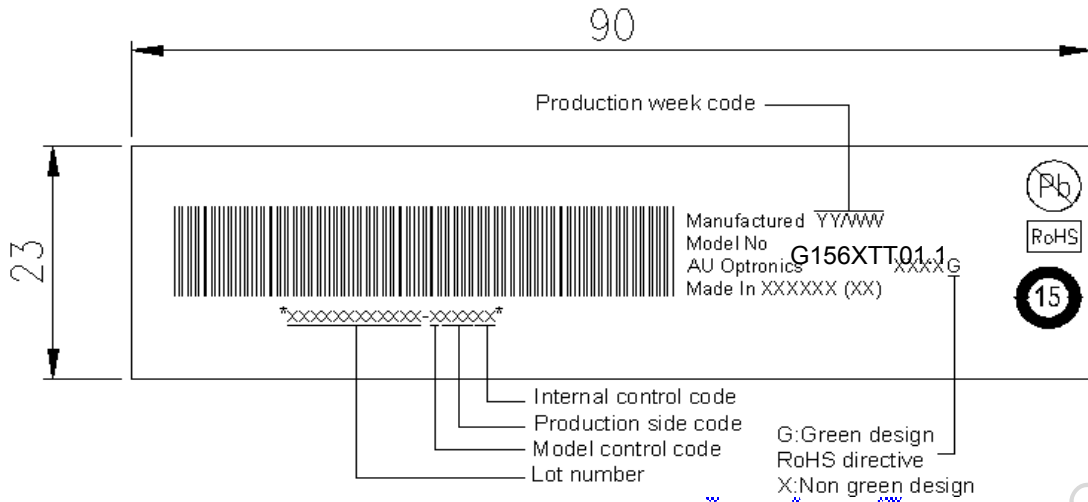 90
Production week code
23
Manufactured YY/WW
Model No
G156XTT01.1
AU Optronics XXXXG
Made In XXXXXX (XX)
Pb
RoHS
15
*XXXXXXXXXXXX-XXXXXX*
Internal control code
Production side code
Model control code
Lot number
G:Green design
RoHS directive
X:Non green design